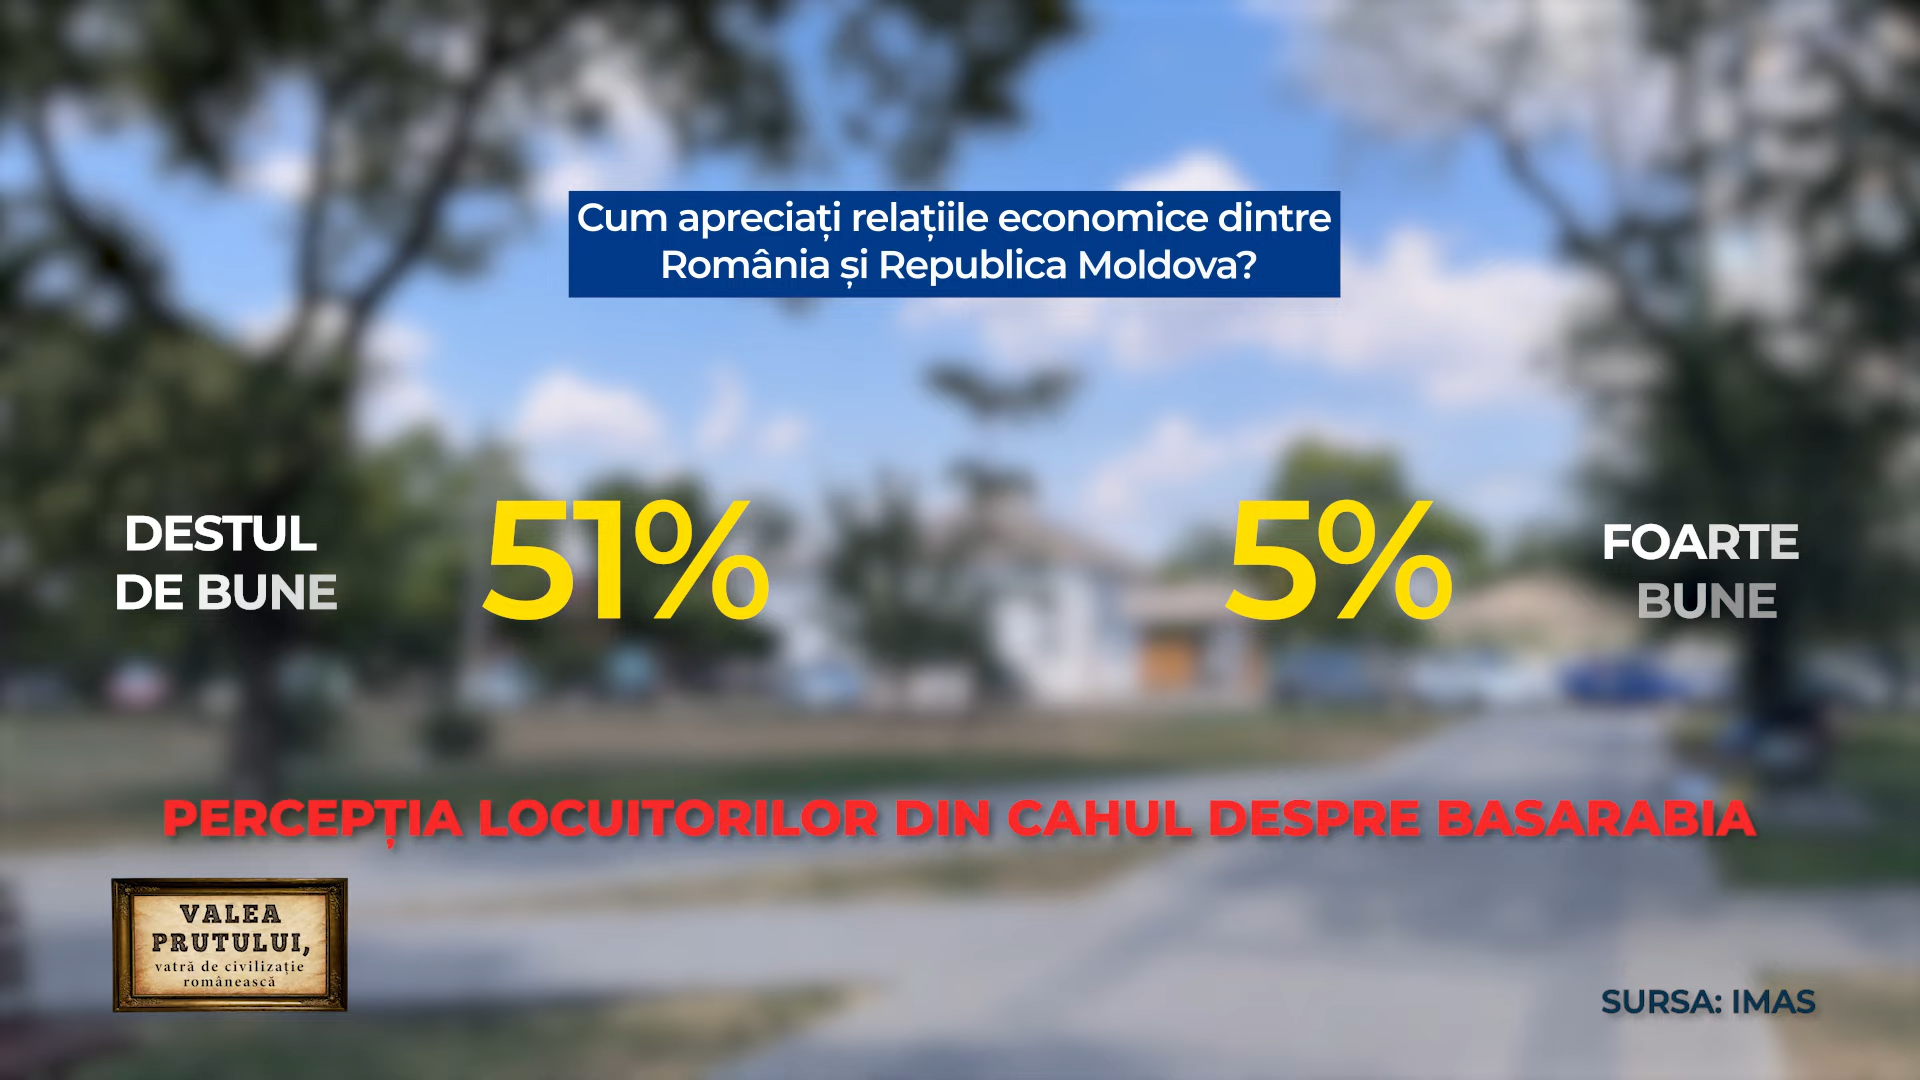 Cum apreciați relațiile economice dintre
România și Republica Moldova?
DESTUL
DE BUNE
51%
5%
FOARTE
BUNE
PERCEPȚIA LOCUITORILOR DIN CAHUL DESPRE BASARABIA
VALEA
PRUTULUI,
vatră de civilizație
românească
SURSA: IMAS